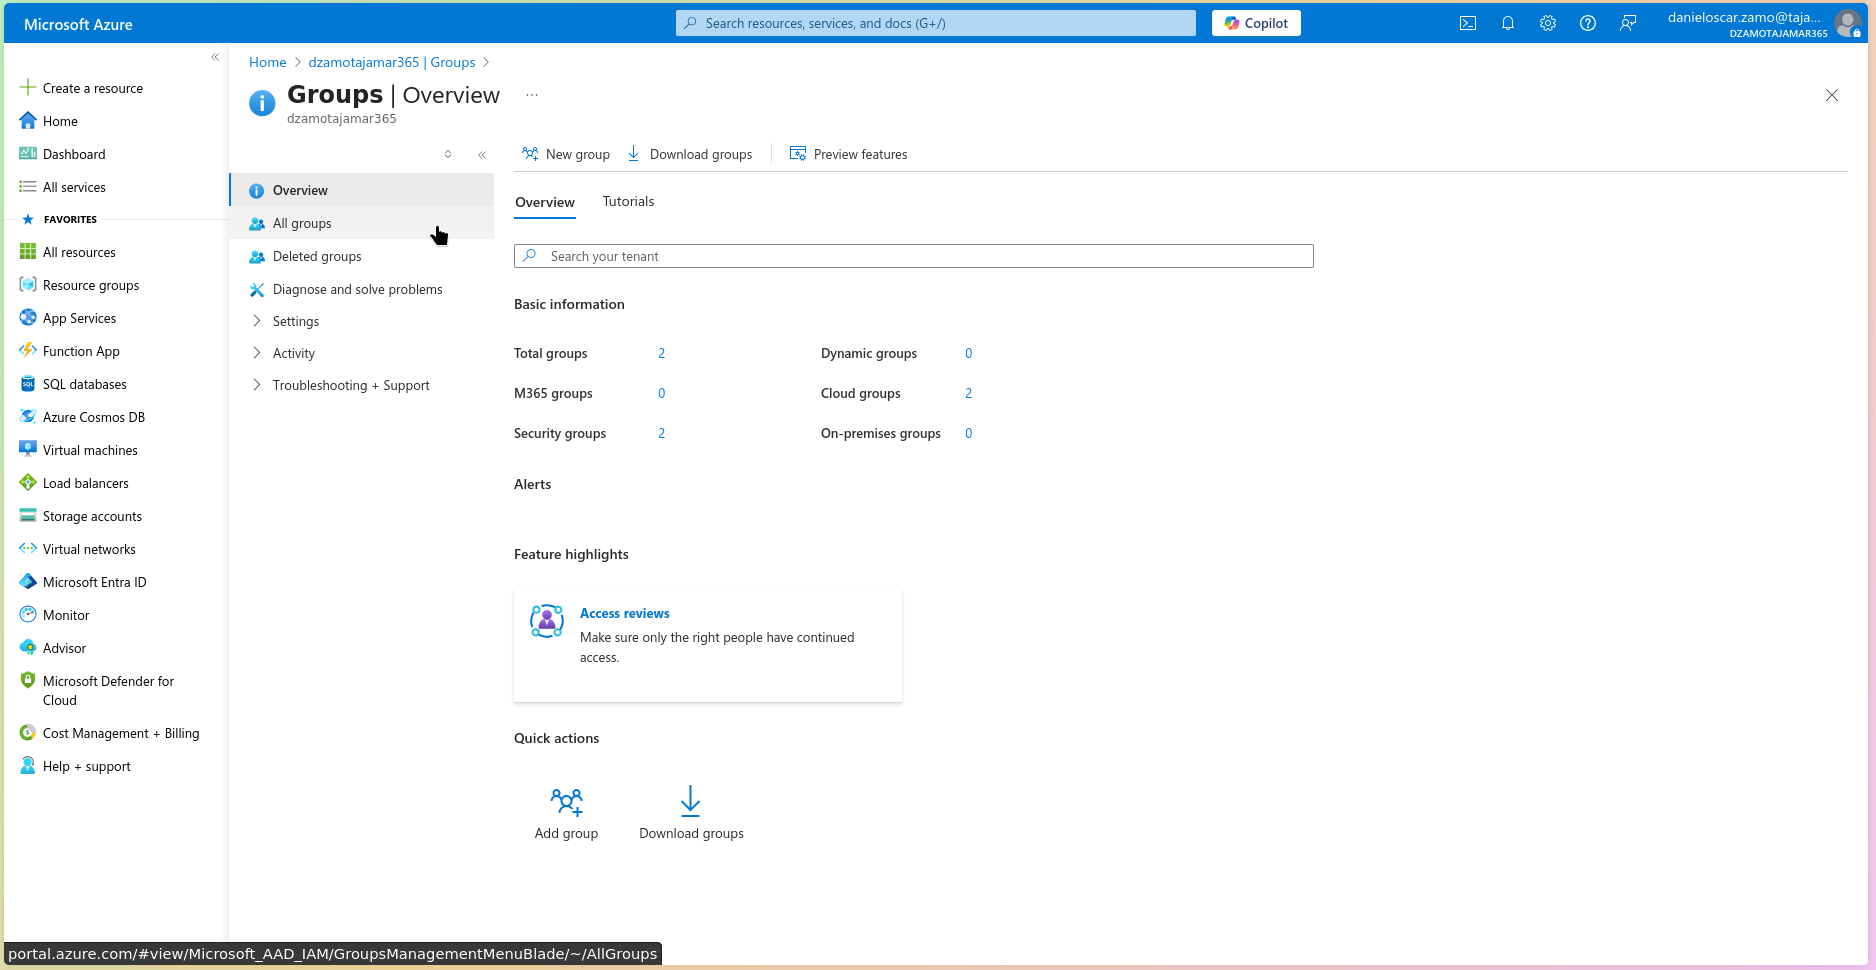 Microsoft Azure
Search resources, services, and docs (G+/)
Copilot
danieloscar.zamo@taja...
DZAMOTAJAMAR365
«
Create a resource
Home
Dashboard
All services
FAVORITES
All resources
Resource groups
App Services
Function App
SQL databases
Azure Cosmos DB
Virtual machines
Load balancers
Storage accounts
Virtual networks
Microsoft Entra ID
Monitor
Advisor
Microsoft Defender for
Cloud
Cost Management + Billing
Help + support
Home > dzamotajamar365 | Groups >
Groups | Overview ...
dzamotajamar365
«
Overview
All groups
Deleted groups
Diagnose and solve problems
Settings
Activity
Troubleshooting + Support
New group
Download groups
Preview features
Overview
Tutorials
Search your tenant
Basic information
Total groups 2
Dynamic groups 0
M365 groups 0
Cloud groups 2
Security groups 2
On-premises groups 0
Alerts
Feature highlights
Access reviews
Make sure only the right people have continued
access.
Quick actions
Add group
Download groups
portal.azure.com/#view/Microsoft_AAD_IAM/GroupsManagementMenuBlade/~/AllGroups